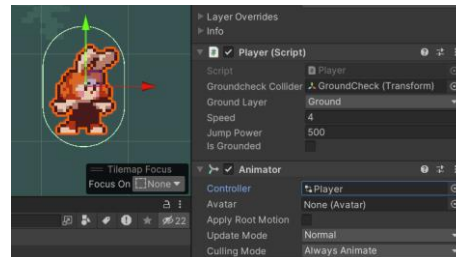 Layer Overrides
Info
Player (Script)
Script Player
Groundcheck Collider GroundCheck (Transform)
Ground Layer Ground
Speed 4
Jump Power 500
Is Grounded
Tilemap Focus
Focus On None
22
Animator
Controller Player
Avatar None (Avatar)
Apply Root Motion
Update Mode Normal
Culling Mode Always Animate